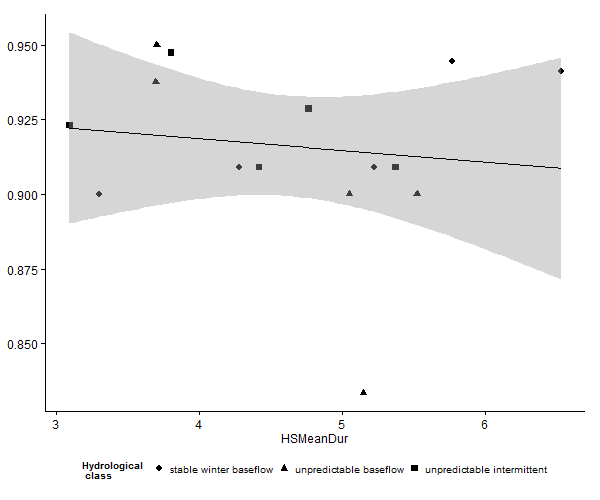 0.950
0.925
0.900
0.875
0.850
3 4 5 6
HSMeanDur
Hydrological
class
stable winter baseflow unpredictable baseflow unpredictable intermittent